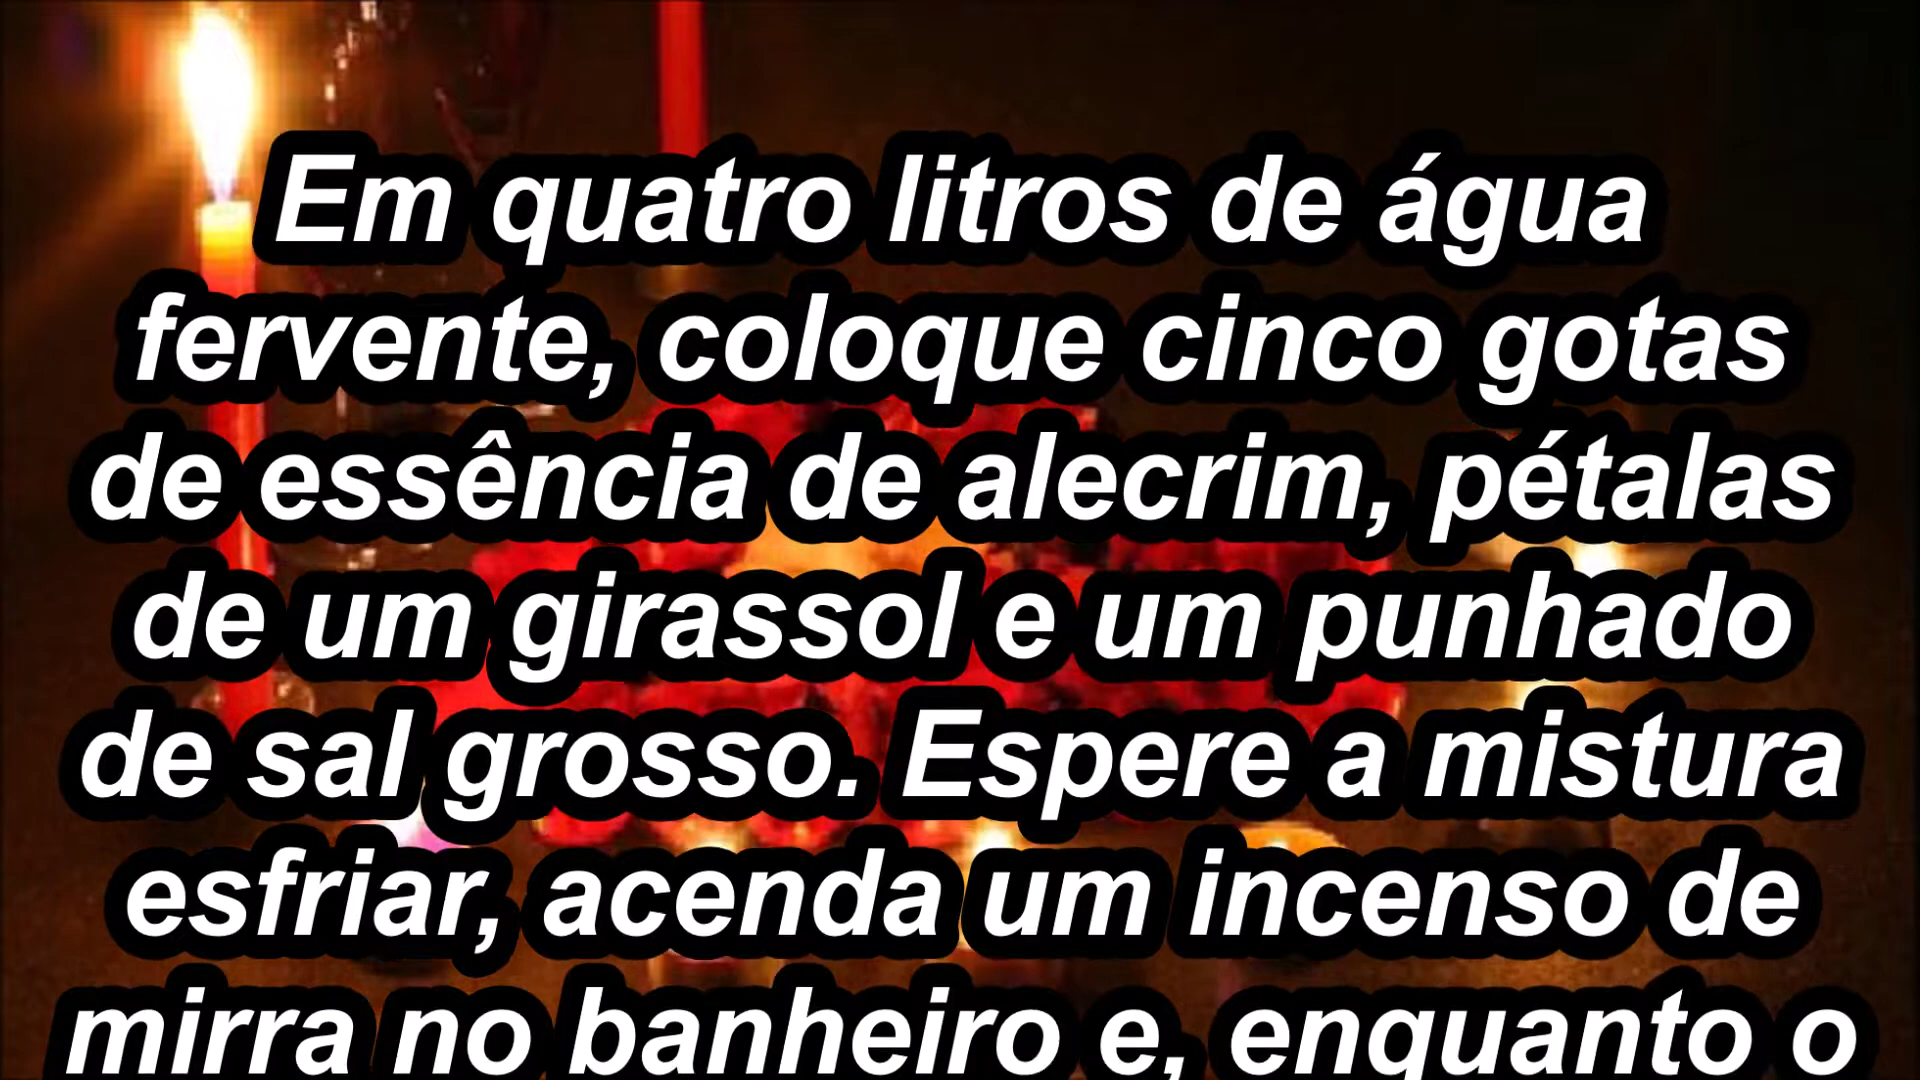 Em quatro litros de água
fervente, coloque cinco gotas
de essência de alecrim, pétalas
de um girassol e um punhado
de sal grosso. Espere a mistura
esfriar, acenda um incenso de
mirra no banheiro e, enquanto o